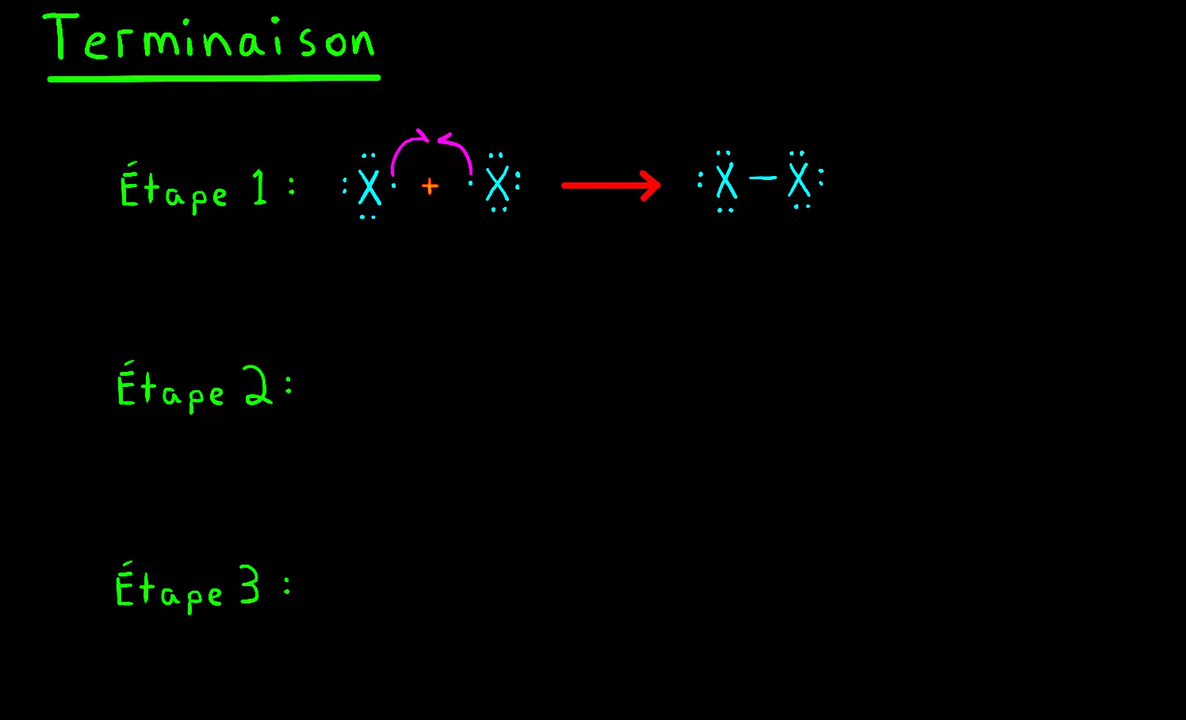 Terminaison
Étape 1 : :Ẍ· + ·Ẍ: → :Ẍ — Ẍ:
Étape 2 :
Étape 3 :